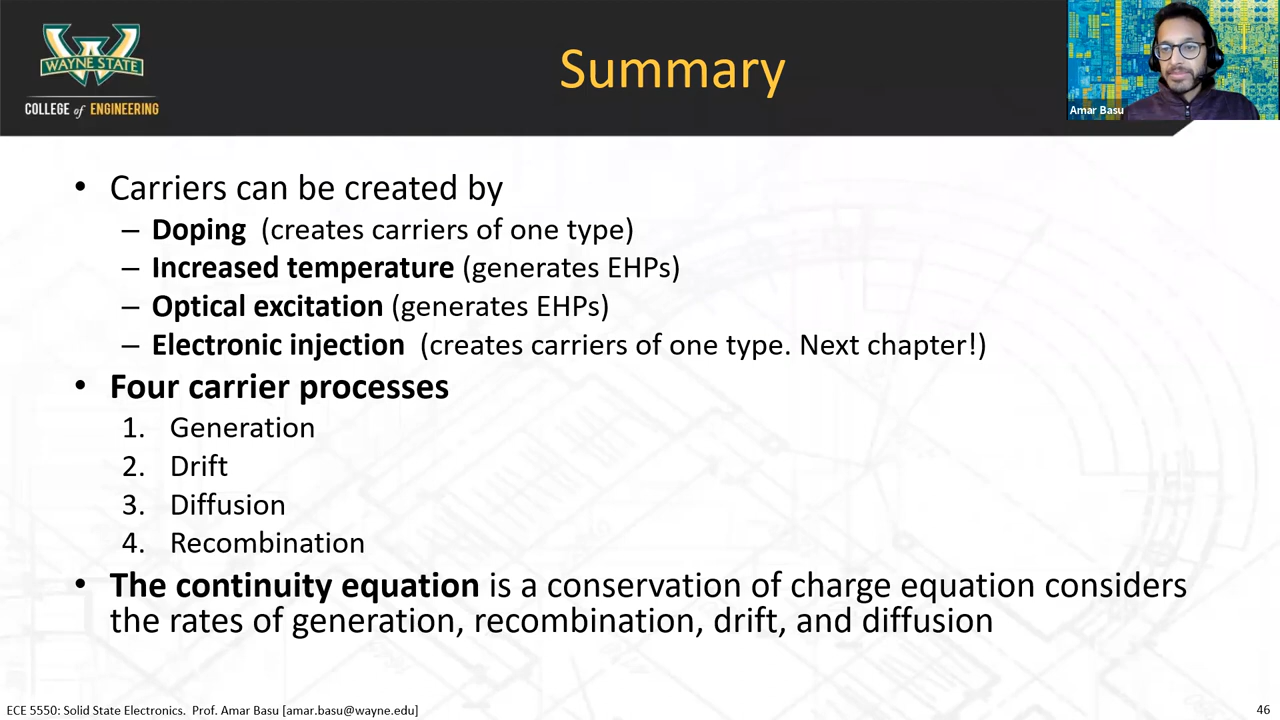 WAYNE STATE
COLLEGE of ENGINEERING
Summary
Amar Basu
• Carriers can be created by
– Doping (creates carriers of one type)
– Increased temperature (generates EHPs)
– Optical excitation (generates EHPs)
– Electronic injection (creates carriers of one type. Next chapter!)
• Four carrier processes
1. Generation
2. Drift
3. Diffusion
4. Recombination
• The continuity equation is a conservation of charge equation considers
the rates of generation, recombination, drift, and diffusion
ECE 5550: Solid State Electronics. Prof. Amar Basu [amar.basu@wayne.edu]
46